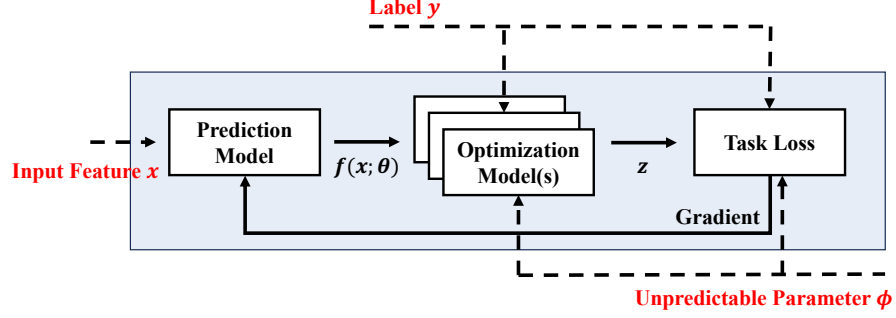 Label y
Prediction
Model
Input Feature x
f(x; θ)
Optimization
Model(s)
z
Task Loss
Gradient
Unpredictable Parameter ϕ